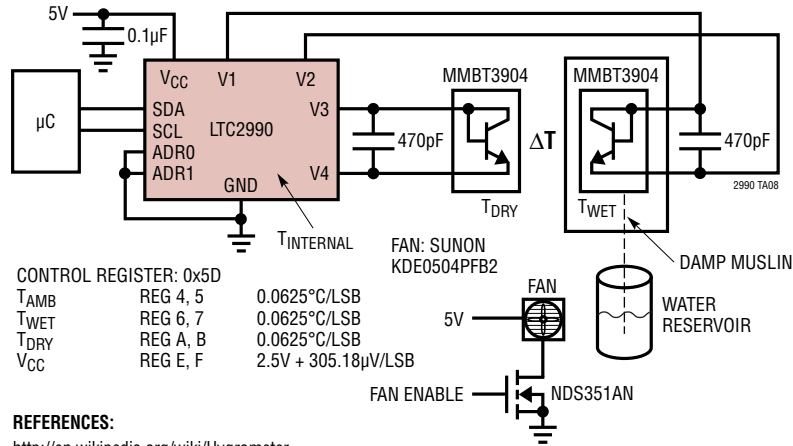 5V
0.1µF
VCC
V1
V2
MMBT3904
MMBT3904
µC
SDA
SCL
ADR0
ADR1
LTC2990
GND
V3
V4
470pF
ΔT
470pF
2990 TA08
TDRY
TWET
TINTERNAL
FAN: SUNON
KDE0504PFB2
DAMP MUSLIN
WATER
RESERVOIR
CONTROL REGISTER: 0x5D
TAMB REG 4, 5 0.0625°C/LSB
TWET REG 6, 7 0.0625°C/LSB
TDRY REG A, B 0.0625°C/LSB
VCC REG E, F 2.5V + 305.18µV/LSB
FAN
5V
FAN ENABLE
NDS351AN
REFERENCES: